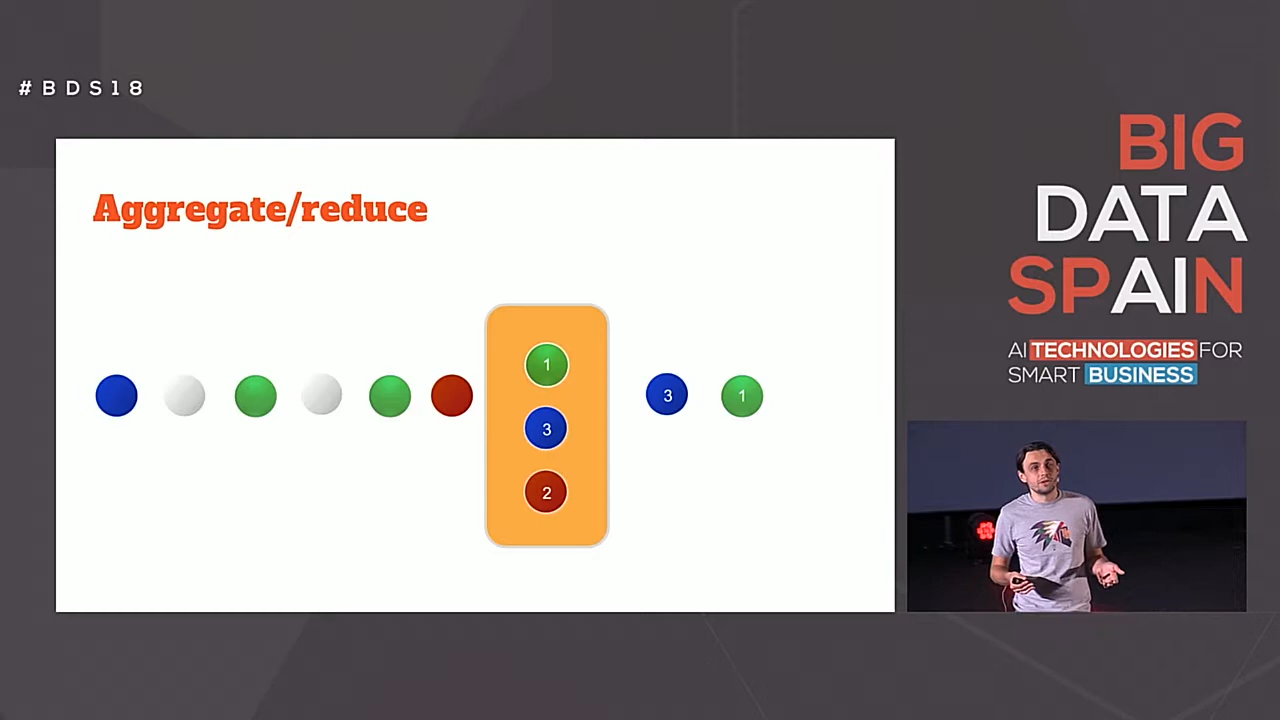 #BDS18
Aggregate/reduce
1
3
2
3 1
BIG
DATA
SPAIN
AI TECHNOLOGIES FOR
SMART BUSINESS